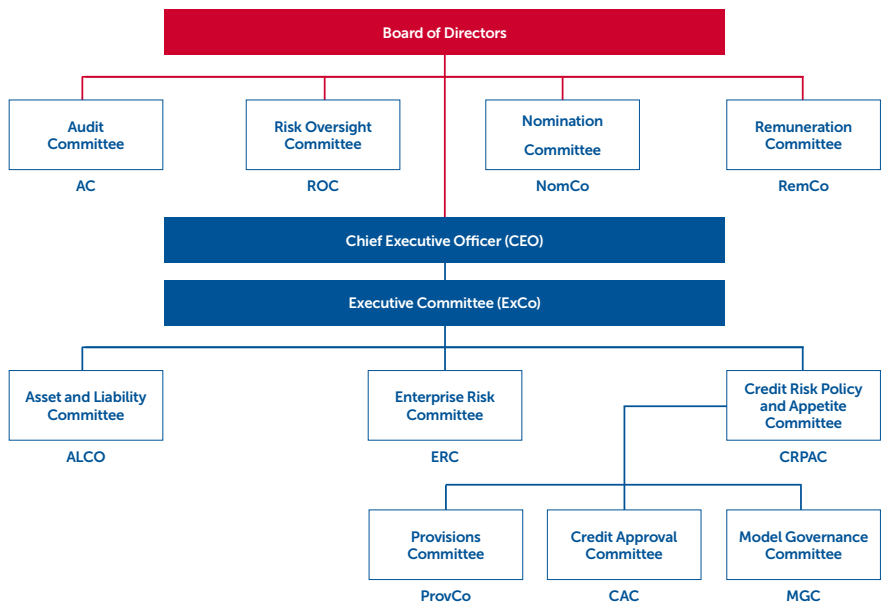 Board of Directors
Audit
Committee
AC
Risk Oversight
Committee
ROC
Nomination
Committee
NomCo
Remuneration
Committee
RemCo
Chief Executive Officer (CEO)
Executive Committee (ExCo)
Asset and Liability
Committee
ALCO
Enterprise Risk
Committee
ERC
Credit Risk Policy
and Appetite
Committee
CRPAC
Provisions
Committee
ProvCo
Credit Approval
Committee
CAC
Model Governance
Committee
MGC